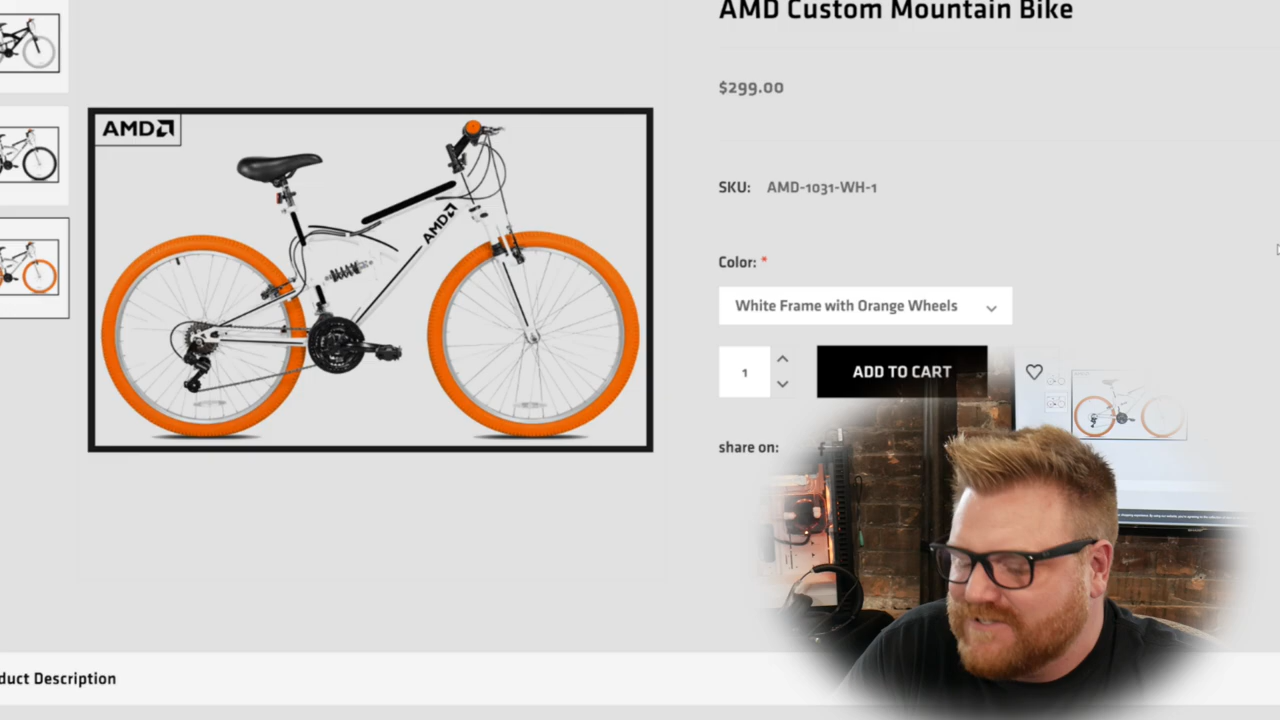 AMD Custom Mountain Bike
$299.00
AMD
SKU: AMD-1031-WH-1
AMD
Color: *
White Frame with Orange Wheels
1
ADD TO CART
share on:
duct Description